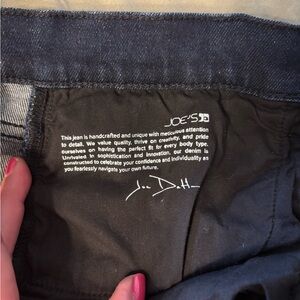 JOE'S
This jean is handcrafted and unique with meticulous attention
to detail. We value quality, thrive on creativity, and pride
ourselves on having the perfect fit for every body type.
Unrivaled in sophistication and innovation, our denim is
constructed to celebrate your confidence and individuality as
you fearlessly navigate your own future.
Joe Dahan